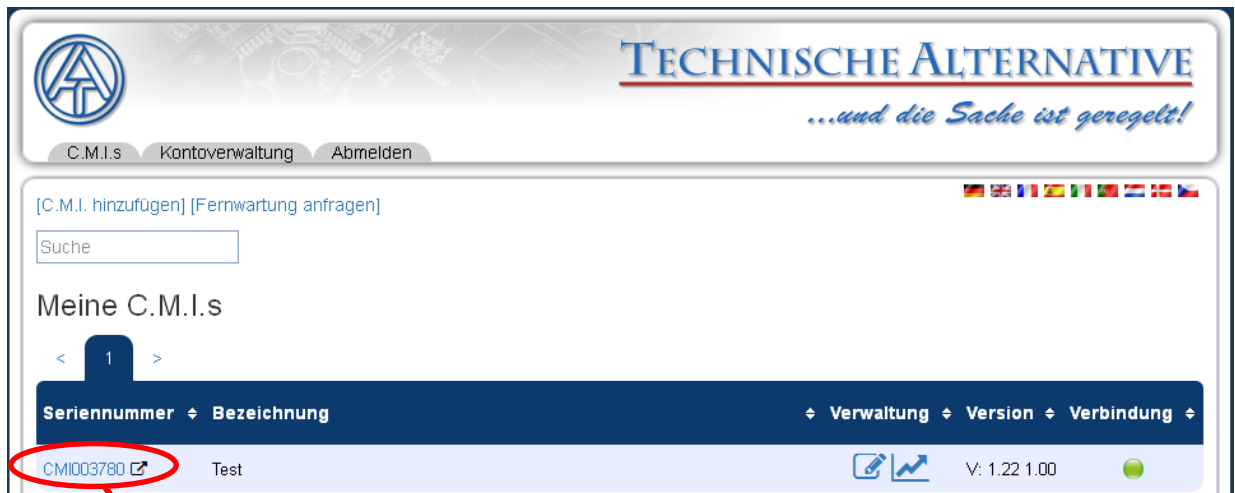 TECHNISCHE ALTERNATIVE
...und die Sache ist geregelt!
C.M.I.s Kontoverwaltung Abmelden
[C.M.I. hinzufügen] [Fernwartung anfragen]
Suche
Meine C.M.I.s
< 1 >
Seriennummer Bezeichnung Verwaltung Version Verbindung
CMI003780 Test V: 1.22 1.00